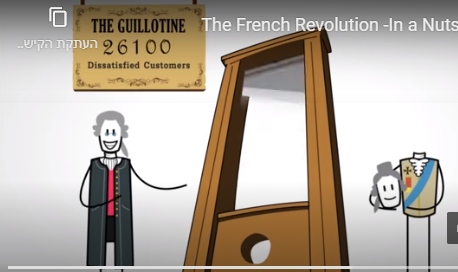 The French Revolution -In a Nuts
העתקת הקיש...
THE GUILLOTINE
26100
Dissatisfied Customers